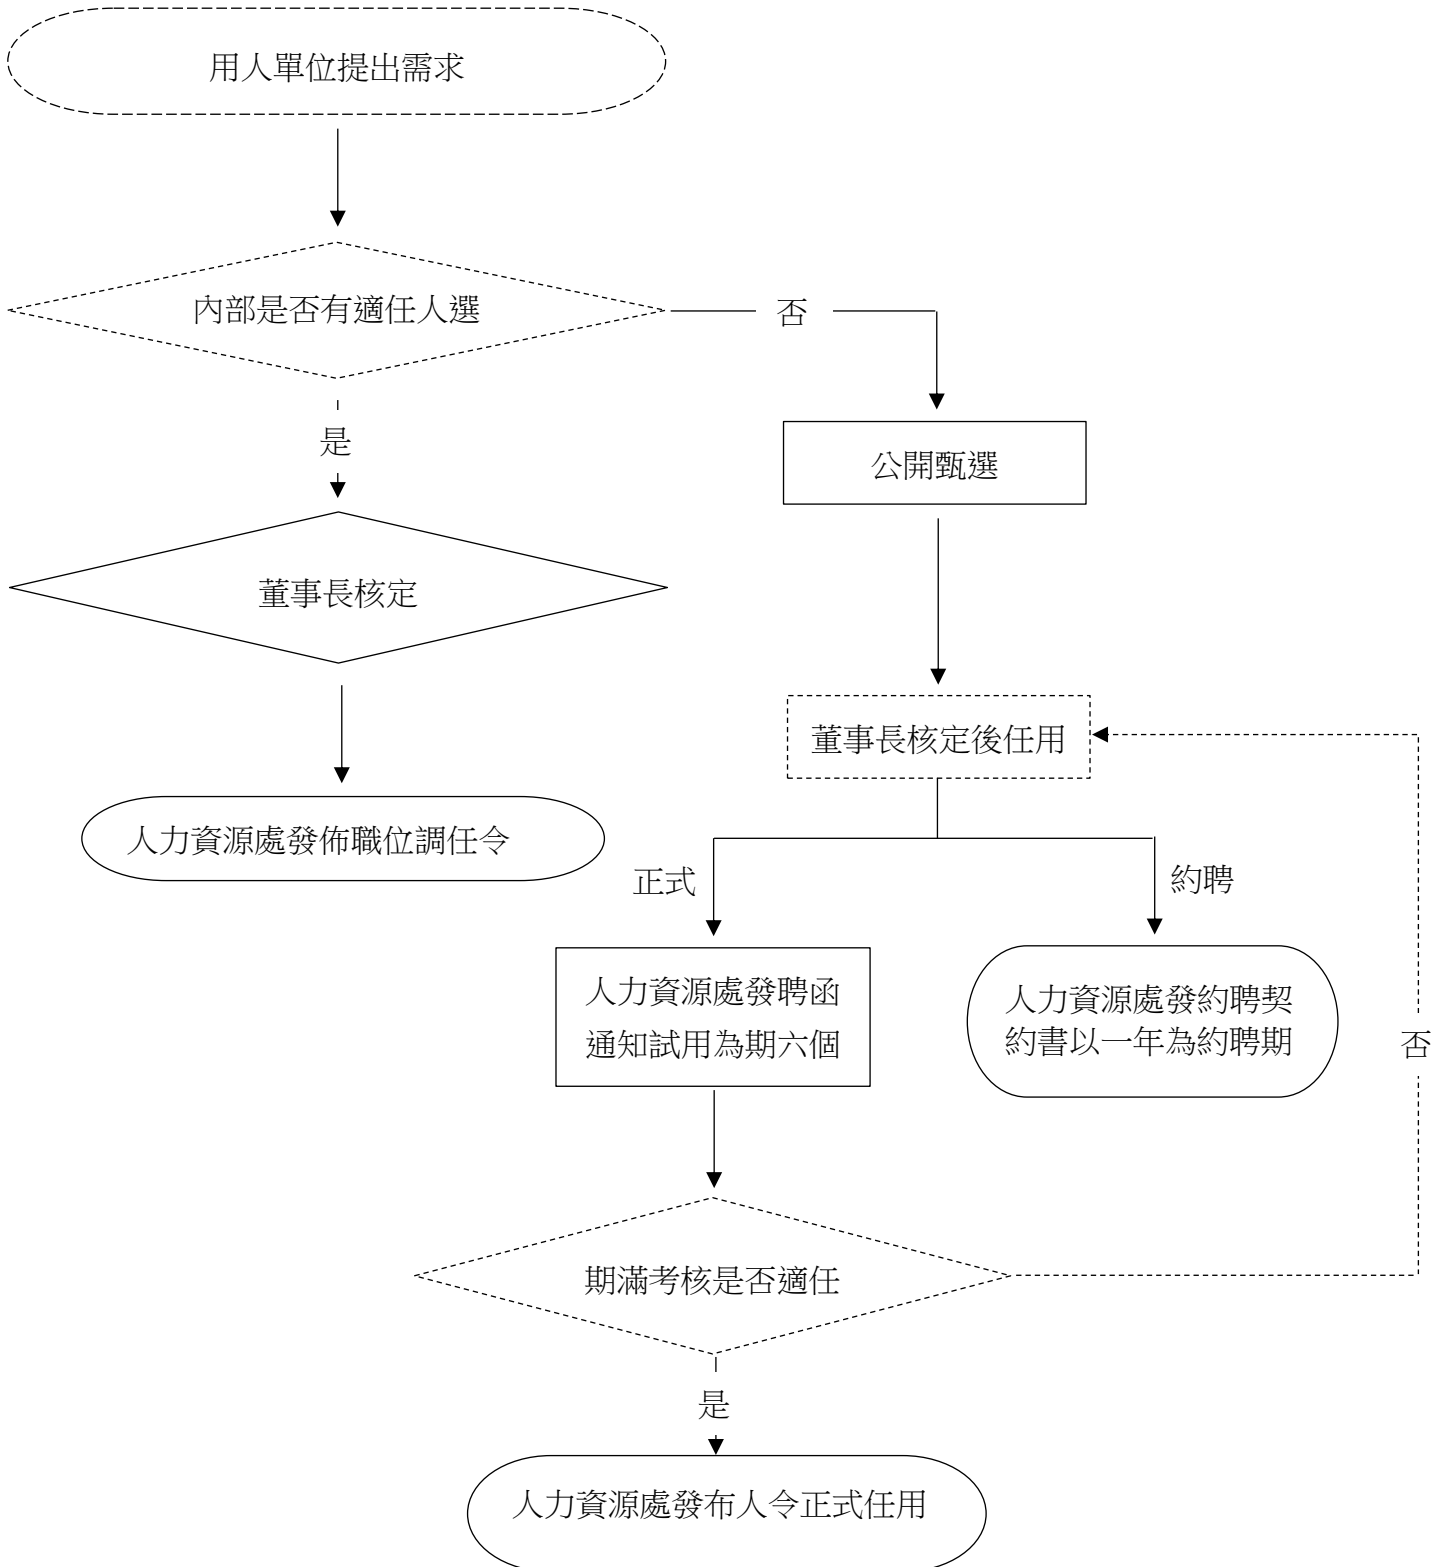 用人單位提出需求
內部是否有適任人選
否
是
公開甄選
董事長核定
董事長核定後任用
人力資源處發佈職位調任令
正式
約聘
人力資源處發聘函
通知試用為期六個
人力資源處發約聘契
約書以一年為約聘期
否
期滿考核是否適任
是
人力資源處發布人令正式任用